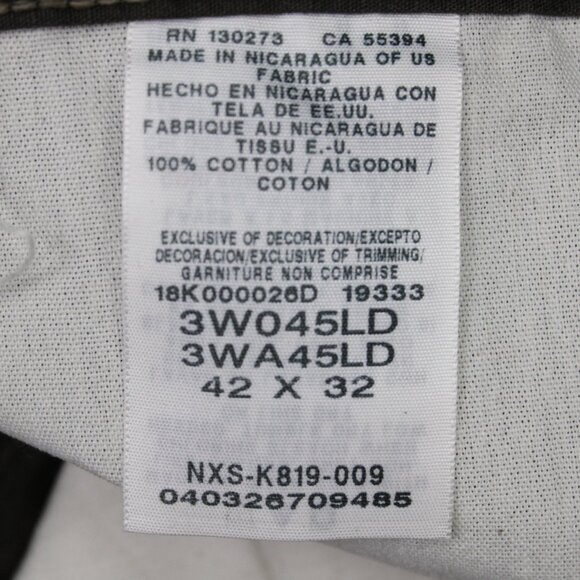 RN 130273 CA 55394
MADE IN NICARAGUA OF US
FABRIC
HECHO EN NICARAGUA CON
TELA DE EE.UU.
FABRIQUE AU NICARAGUA DE
TISSU E.-U.
100% COTTON / ALGODON /
COTON
EXCLUSIVE OF DECORATION/EXCEPTO
DECORACION/EXCLUSIVE OF TRIMMING/
GARNITURE NON COMPRISE
18K000026D 19333
3W045LD
3WA45LD
42 X 32
NXS-K819-009
040326709485